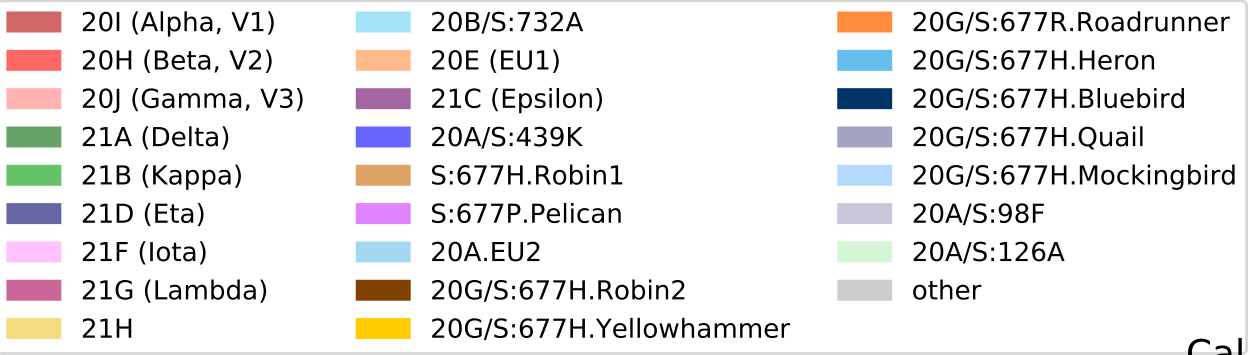 20I (Alpha, V1)
20H (Beta, V2)
20J (Gamma, V3)
21A (Delta)
21B (Kappa)
21D (Eta)
21F (Iota)
21G (Lambda)
21H
20B/S:732A
20E (EU1)
21C (Epsilon)
20A/S:439K
S:677H.Robin1
S:677P.Pelican
20A.EU2
20G/S:677H.Robin2
20G/S:677H.Yellowhammer
20G/S:677R.Roadrunner
20G/S:677H.Heron
20G/S:677H.Bluebird
20G/S:677H.Quail
20G/S:677H.Mockingbird
20A/S:98F
20A/S:126A
other